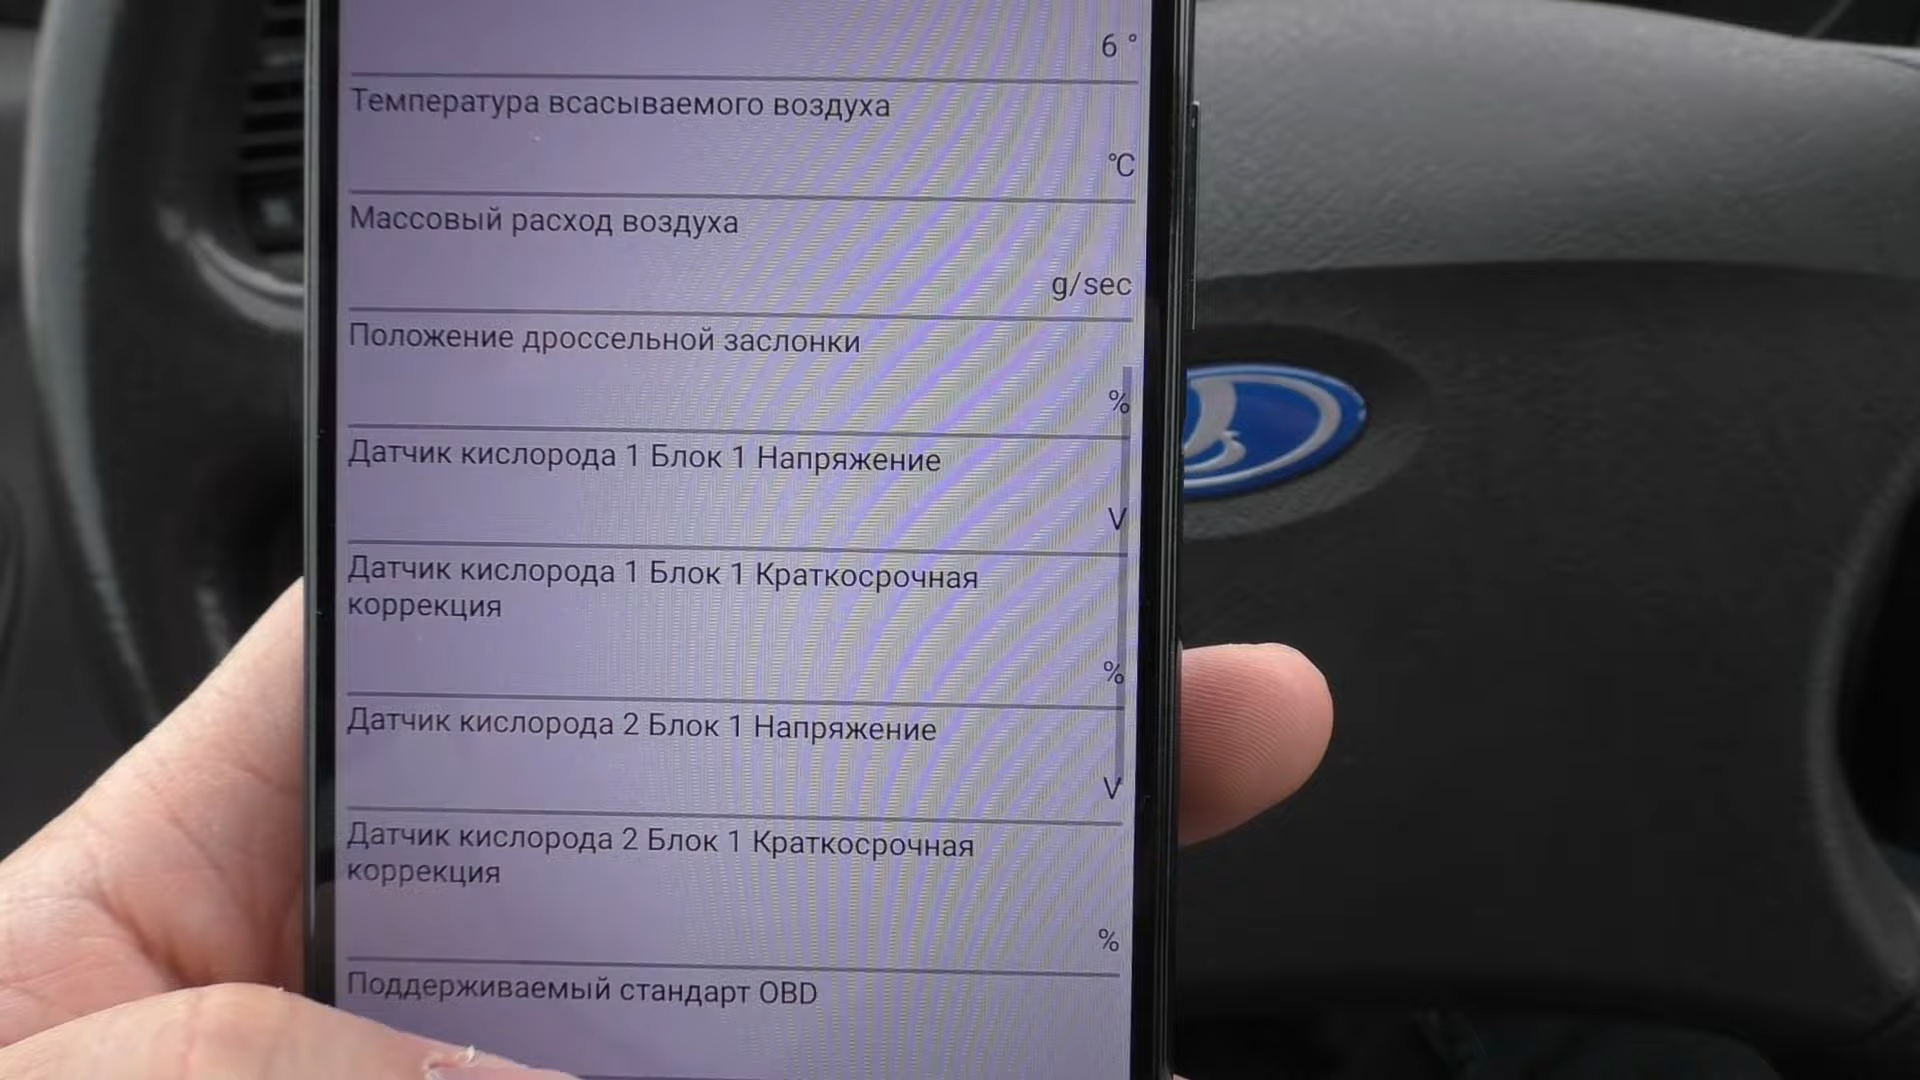 6 °
Температура всасываемого воздуха
°C
Массовый расход воздуха
g/sec
Положение дроссельной заслонки
%
Датчик кислорода 1 Блок 1 Напряжение
V
Датчик кислорода 1 Блок 1 Краткосрочная
коррекция
%
Датчик кислорода 2 Блок 1 Напряжение
V
Датчик кислорода 2 Блок 1 Краткосрочная
коррекция
%
Поддерживаемый стандарт OBD